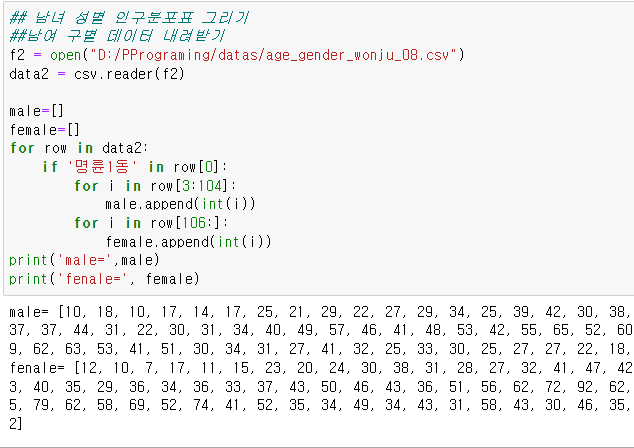 ## 남녀 성별 인구분포표 그리기
##남여 구별 데이터 내려받기
f2 = open("D:/PPrograming/datas/age_gender_wonju_08.csv")
data2 = csv.reader(f2)
male=[]
female=[]
for row in data2:
if '명륜1동' in row[0]:
for i in row[3:104]:
male.append(int(i))
for i in row[106:]:
female.append(int(i))
print('male=',male)
print('fenale=', female)
male= [10, 18, 10, 17, 14, 17, 25, 21, 29, 22, 27, 29, 34, 25, 39, 42, 30, 38,
37, 37, 44, 31, 22, 30, 31, 34, 40, 49, 57, 46, 41, 48, 53, 42, 55, 65, 52, 60
9, 62, 63, 53, 41, 51, 30, 34, 31, 27, 41, 32, 25, 33, 30, 25, 27, 27, 22, 18,
fenale= [12, 10, 7, 17, 11, 15, 23, 20, 24, 30, 38, 31, 28, 27, 32, 41, 47, 42
3, 40, 35, 29, 36, 34, 36, 33, 37, 43, 50, 46, 43, 36, 51, 56, 62, 72, 92, 62,
5, 79, 62, 58, 69, 52, 74, 41, 52, 35, 34, 49, 34, 43, 31, 58, 43, 30, 46, 35,
2]